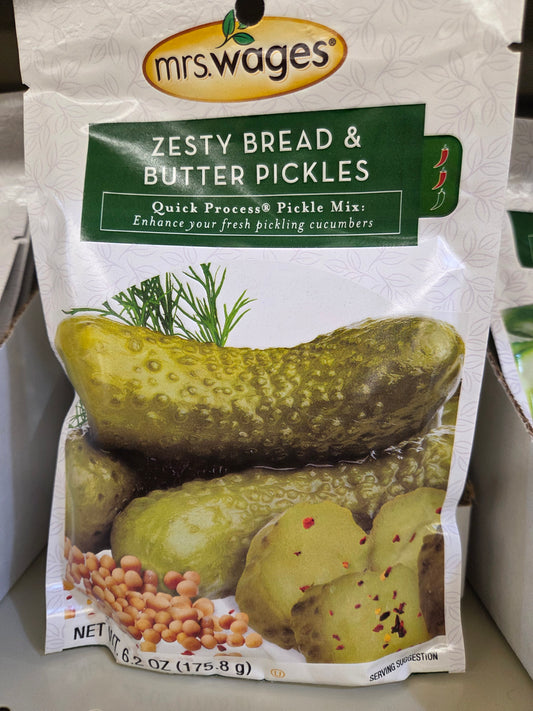 mrs.wages®
ZESTY BREAD &
BUTTER PICKLES
Quick Process® Pickle Mix:
Enhance your fresh pickling cucumbers
NET WT. 6.2 OZ (175.8 g)
SERVING SUGGESTION